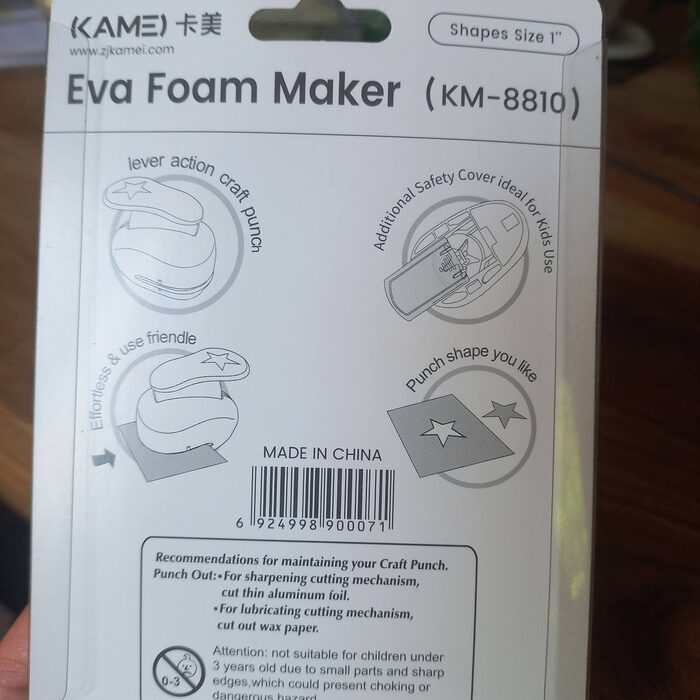 KAMEI 卡美
www.zjkamei.com
Shapes Size 1"
Eva Foam Maker (KM-8810)
lever action craft punch
Additional Safety Cover ideal for Kids Use
Effortless & use friendle
Punch shape you like
MADE IN CHINA
6 924998 900071
Recommendations for maintaining your Craft Punch.
Punch Out:•For sharpening cutting mechanism,
cut thin aluminum foil.
•For lubricating cutting mechanism,
cut out wax paper.
0-3
Attention: not suitable for children under
3 years old due to small parts and sharp
edges,which could present choking or
dangerous hazard